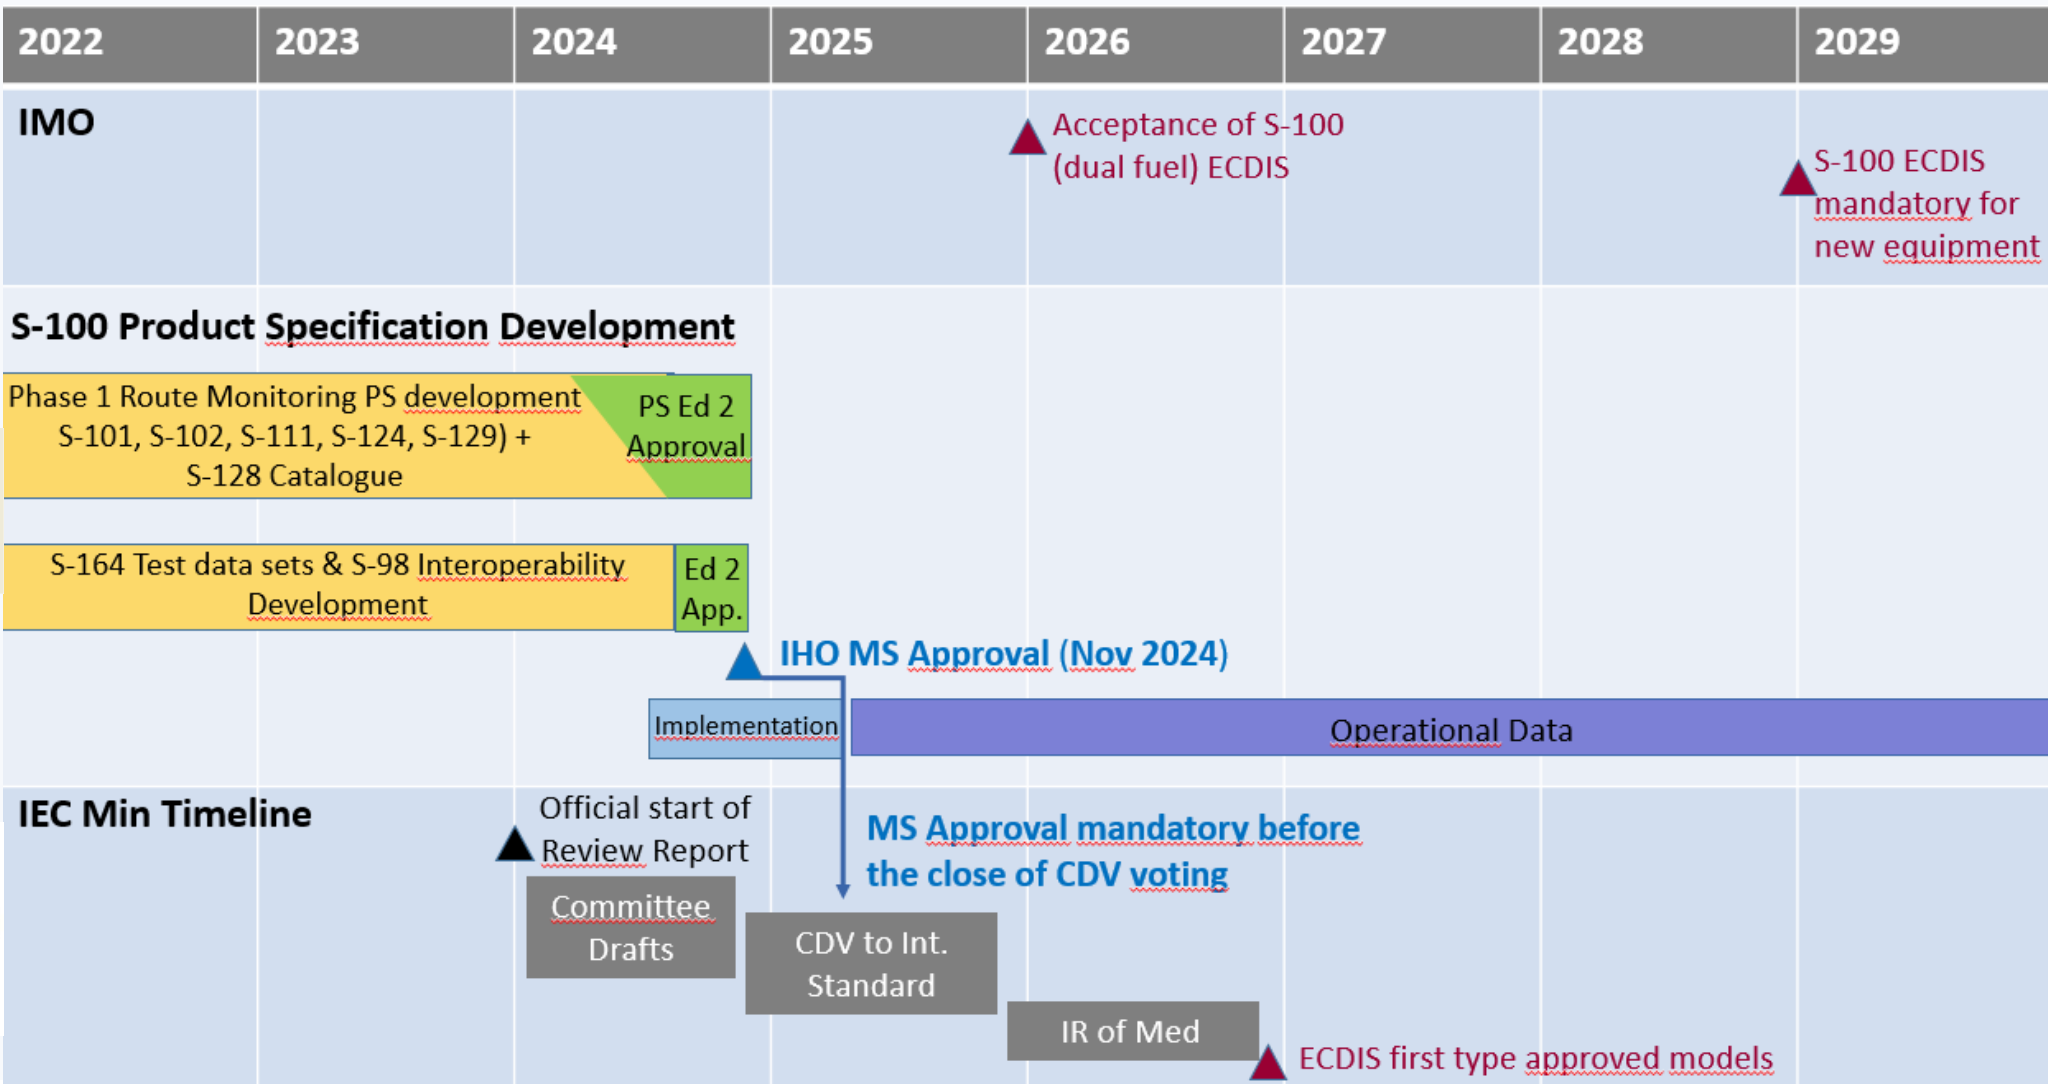 2022 2023 2024 2025 2026 2027 2028 2029
IMO
Acceptance of S-100
(dual fuel) ECDIS
S-100 ECDIS
mandatory for
new equipment
S-100 Product Specification Development
Phase 1 Route Monitoring PS development
S-101, S-102, S-111, S-124, S-129) +
S-128 Catalogue
PS Ed 2
Approval
S-164 Test data sets & S-98 Interoperability
Development
Ed 2
App.
IHO MS Approval (Nov 2024)
Implementation
Operational Data
IEC Min Timeline
Official start of
Review Report
MS Approval mandatory before
the close of CDV voting
Committee
Drafts
CDV to Int.
Standard
IR of Med
ECDIS first type approved models